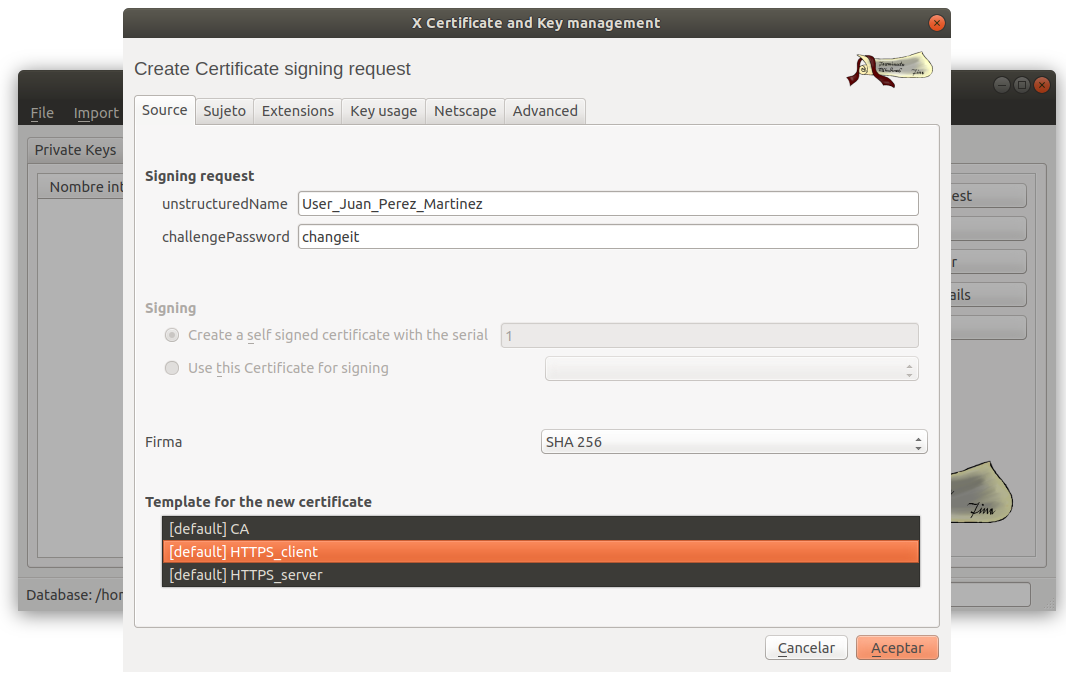 X Certificate and Key management
Create Certificate signing request
File Import
Private Keys
Nombre int
Source Sujeto Extensions Key usage Netscape Advanced
Signing request
unstructuredName User_Juan_Perez_Martinez
challengePassword changeit
est
r
ails
Signing
Create a self signed certificate with the serial 1
Use this Certificate for signing
Firma SHA 256
Template for the new certificate
[default] CA
[default] HTTPS_client
[default] HTTPS_server
Database: /hor
Cancelar Aceptar